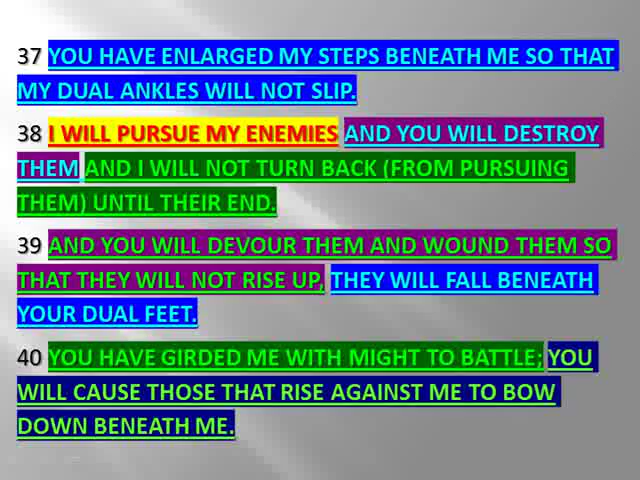 37 YOU HAVE ENLARGED MY STEPS BENEATH ME SO THAT
MY DUAL ANKLES WILL NOT SLIP.
38 I WILL PURSUE MY ENEMIES AND YOU WILL DESTROY
THEM AND I WILL NOT TURN BACK (FROM PURSUING
THEM) UNTIL THEIR END.
39 AND YOU WILL DEVOUR THEM AND WOUND THEM SO
THAT THEY WILL NOT RISE UP, THEY WILL FALL BENEATH
YOUR DUAL FEET.
40 YOU HAVE GIRDED ME WITH MIGHT TO BATTLE; YOU
WILL CAUSE THOSE THAT RISE AGAINST ME TO BOW
DOWN BENEATH ME.